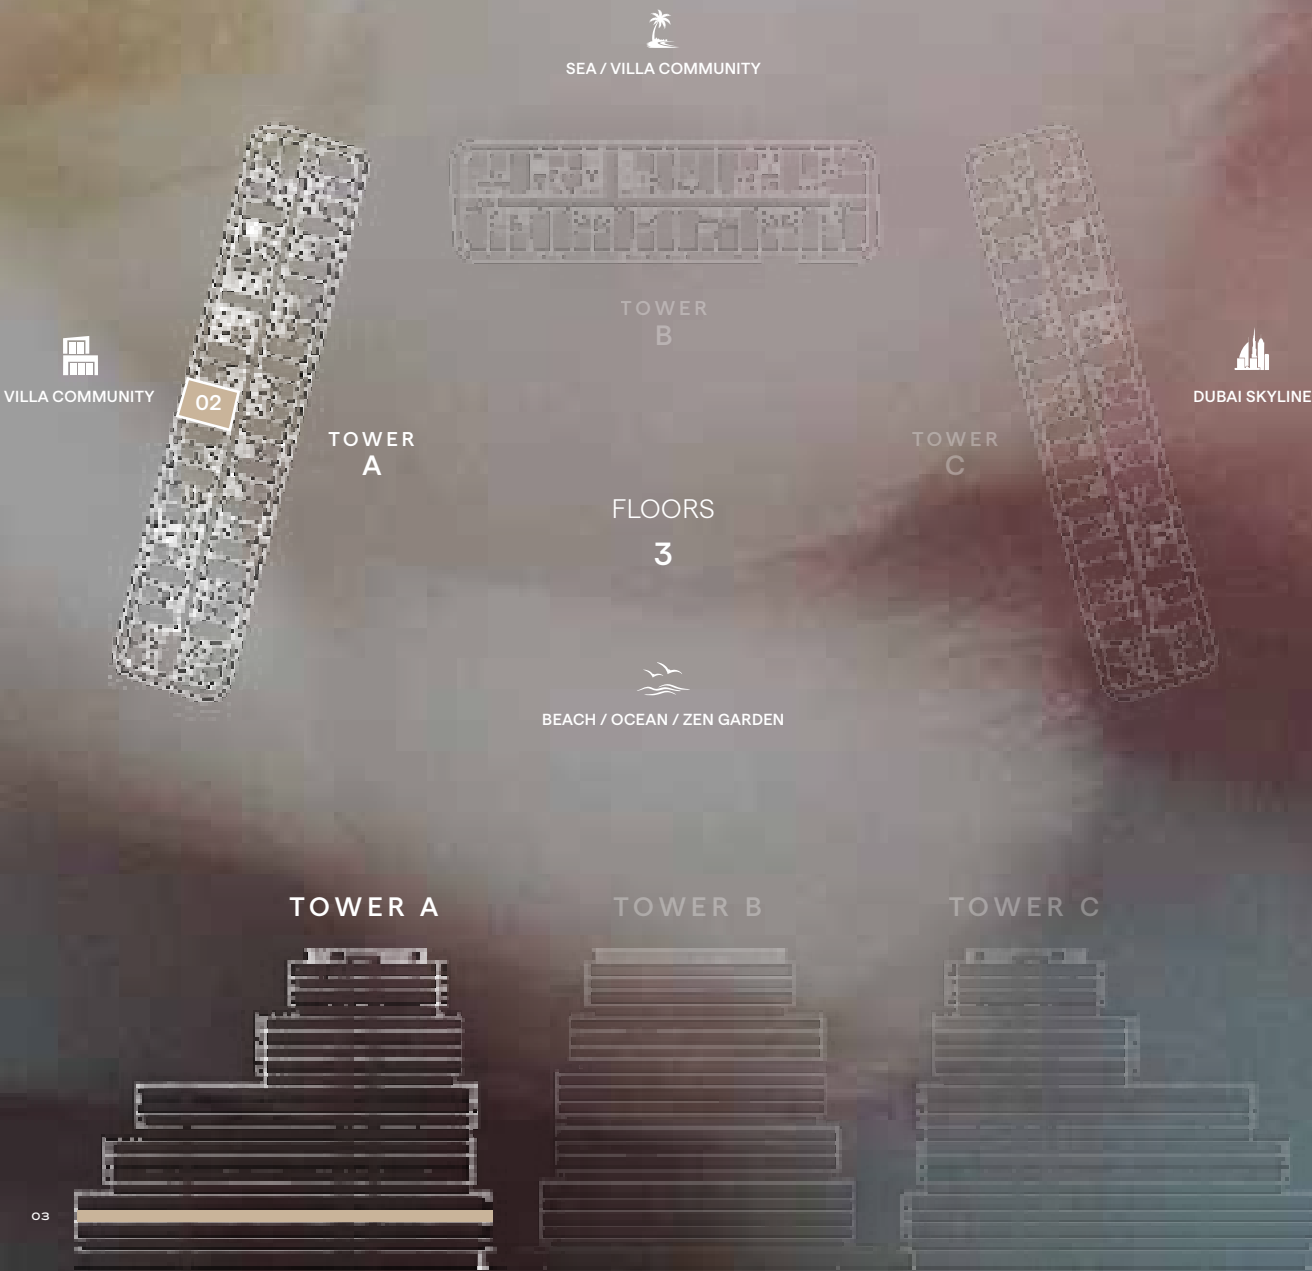 SEA / VILLA COMMUNITY
TOWER
B
VILLA COMMUNITY
02
DUBAI SKYLINE
TOWER
A
TOWER
C
FLOORS
3
BEACH / OCEAN / ZEN GARDEN
TOWER A
TOWER B
TOWER C
03